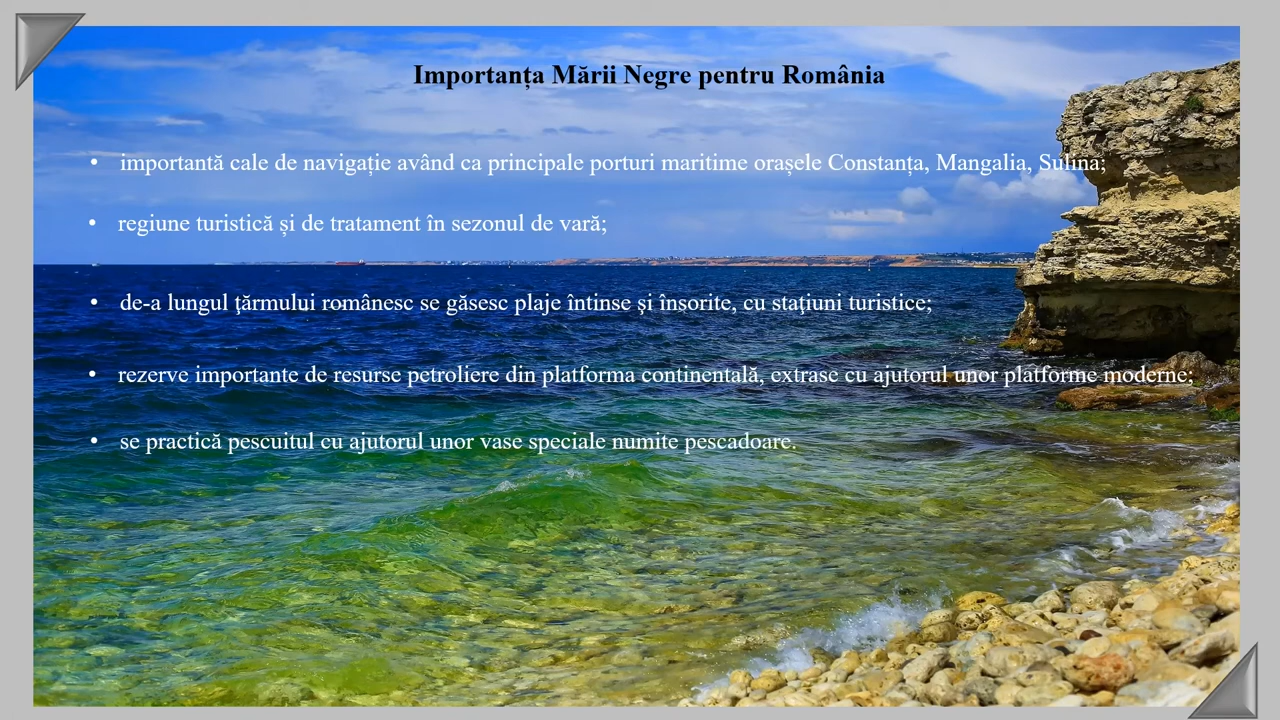 Importanța Mării Negre pentru România
• importantă cale de navigație având ca principale porturi maritime orașele Constanța, Mangalia, Sulina;
• regiune turistică și de tratament în sezonul de vară;
• de-a lungul ţărmului românesc se găsesc plaje întinse şi însorite, cu staţiuni turistice;
• rezerve importante de resurse petroliere din platforma continentală, extrase cu ajutorul unor platforme moderne;
• se practică pescuitul cu ajutorul unor vase speciale numite pescadoare.